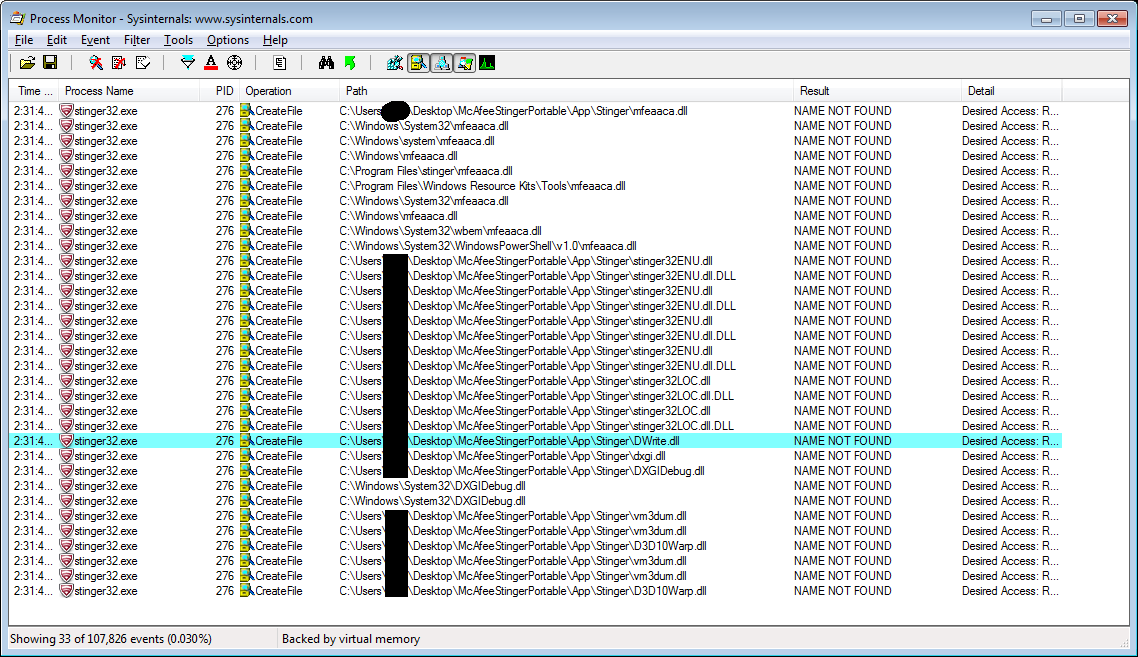 Process Monitor - Sysinternals: www.sysinternals.com
File Edit Event Filter Tools Options Help
Time ... Process Name PID Operation Path Result Detail
2:31:4... stinger32.exe 276 CreateFile C:\Users\ \Desktop\McAfeeStingerPortable\App\Stinger\mfeaaca.dll NAME NOT FOUND Desired Access: R...
2:31:4... stinger32.exe 276 CreateFile C:\Windows\System32\mfeaaca.dll NAME NOT FOUND Desired Access: R...
2:31:4... stinger32.exe 276 CreateFile C:\Windows\system\mfeaaca.dll NAME NOT FOUND Desired Access: R...
2:31:4... stinger32.exe 276 CreateFile C:\Windows\mfeaaca.dll NAME NOT FOUND Desired Access: R...
2:31:4... stinger32.exe 276 CreateFile C:\Program Files\stinger\mfeaaca.dll NAME NOT FOUND Desired Access: R...
2:31:4... stinger32.exe 276 CreateFile C:\Program Files\Windows Resource Kits\Tools\mfeaaca.dll NAME NOT FOUND Desired Access: R...
2:31:4... stinger32.exe 276 CreateFile C:\Windows\System32\mfeaaca.dll NAME NOT FOUND Desired Access: R...
2:31:4... stinger32.exe 276 CreateFile C:\Windows\mfeaaca.dll NAME NOT FOUND Desired Access: R...
2:31:4... stinger32.exe 276 CreateFile C:\Windows\System32\wbem\mfeaaca.dll NAME NOT FOUND Desired Access: R...
2:31:4... stinger32.exe 276 CreateFile C:\Windows\System32\WindowsPowerShell\v1.0\mfeaaca.dll NAME NOT FOUND Desired Access: R...
2:31:4... stinger32.exe 276 CreateFile C:\Users\ \Desktop\McAfeeStingerPortable\App\Stinger\stinger32ENU.dll NAME NOT FOUND Desired Access: R...
2:31:4... stinger32.exe 276 CreateFile C:\Users\ \Desktop\McAfeeStingerPortable\App\Stinger\stinger32ENU.dll.DLL NAME NOT FOUND Desired Access: R...
2:31:4... stinger32.exe 276 CreateFile C:\Users\ \Desktop\McAfeeStingerPortable\App\Stinger\stinger32ENU.dll NAME NOT FOUND Desired Access: R...
2:31:4... stinger32.exe 276 CreateFile C:\Users\ \Desktop\McAfeeStingerPortable\App\Stinger\stinger32ENU.dll.DLL NAME NOT FOUND Desired Access: R...
2:31:4... stinger32.exe 276 CreateFile C:\Users\ \Desktop\McAfeeStingerPortable\App\Stinger\stinger32ENU.dll NAME NOT FOUND Desired Access: R...
2:31:4... stinger32.exe 276 CreateFile C:\Users\ \Desktop\McAfeeStingerPortable\App\Stinger\stinger32ENU.dll.DLL NAME NOT FOUND Desired Access: R...
2:31:4... stinger32.exe 276 CreateFile C:\Users\ \Desktop\McAfeeStingerPortable\App\Stinger\stinger32ENU.dll NAME NOT FOUND Desired Access: R...
2:31:4... stinger32.exe 276 CreateFile C:\Users\ \Desktop\McAfeeStingerPortable\App\Stinger\stinger32ENU.dll.DLL NAME NOT FOUND Desired Access: R...
2:31:4... stinger32.exe 276 CreateFile C:\Users\ \Desktop\McAfeeStingerPortable\App\Stinger\stinger32LOC.dll NAME NOT FOUND Desired Access: R...
2:31:4... stinger32.exe 276 CreateFile C:\Users\ \Desktop\McAfeeStingerPortable\App\Stinger\stinger32LOC.dll.DLL NAME NOT FOUND Desired Access: R...
2:31:4... stinger32.exe 276 CreateFile C:\Users\ \Desktop\McAfeeStingerPortable\App\Stinger\stinger32LOC.dll NAME NOT FOUND Desired Access: R...
2:31:4... stinger32.exe 276 CreateFile C:\Users\ \Desktop\McAfeeStingerPortable\App\Stinger\stinger32LOC.dll.DLL NAME NOT FOUND Desired Access: R...
2:31:4... stinger32.exe 276 CreateFile C:\Users\ \Desktop\McAfeeStingerPortable\App\Stinger\DWrite.dll NAME NOT FOUND Desired Access: R...
2:31:4... stinger32.exe 276 CreateFile C:\Users\ \Desktop\McAfeeStingerPortable\App\Stinger\dxgi.dll NAME NOT FOUND Desired Access: R...
2:31:4... stinger32.exe 276 CreateFile C:\Users\ \Desktop\McAfeeStingerPortable\App\Stinger\DXGIDebug.dll NAME NOT FOUND Desired Access: R...
2:31:4... stinger32.exe 276 CreateFile C:\Windows\System32\DXGIDebug.dll NAME NOT FOUND Desired Access: R...
2:31:4... stinger32.exe 276 CreateFile C:\Windows\System32\DXGIDebug.dll NAME NOT FOUND Desired Access: R...
2:31:4... stinger32.exe 276 CreateFile C:\Users\ \Desktop\McAfeeStingerPortable\App\Stinger\vm3dum.dll NAME NOT FOUND Desired Access: R...
2:31:4... stinger32.exe 276 CreateFile C:\Users\ \Desktop\McAfeeStingerPortable\App\Stinger\vm3dum.dll NAME NOT FOUND Desired Access: R...
2:31:4... stinger32.exe 276 CreateFile C:\Users\ \Desktop\McAfeeStingerPortable\App\Stinger\D3D10Warp.dll NAME NOT FOUND Desired Access: R...
2:31:4... stinger32.exe 276 CreateFile C:\Users\ \Desktop\McAfeeStingerPortable\App\Stinger\vm3dum.dll NAME NOT FOUND Desired Access: R...
2:31:4... stinger32.exe 276 CreateFile C:\Users\ \Desktop\McAfeeStingerPortable\App\Stinger\vm3dum.dll NAME NOT FOUND Desired Access: R...
2:31:4... stinger32.exe 276 CreateFile C:\Users\ \Desktop\McAfeeStingerPortable\App\Stinger\D3D10Warp.dll NAME NOT FOUND Desired Access: R...
Showing 33 of 107,826 events (0.030%) Backed by virtual memory